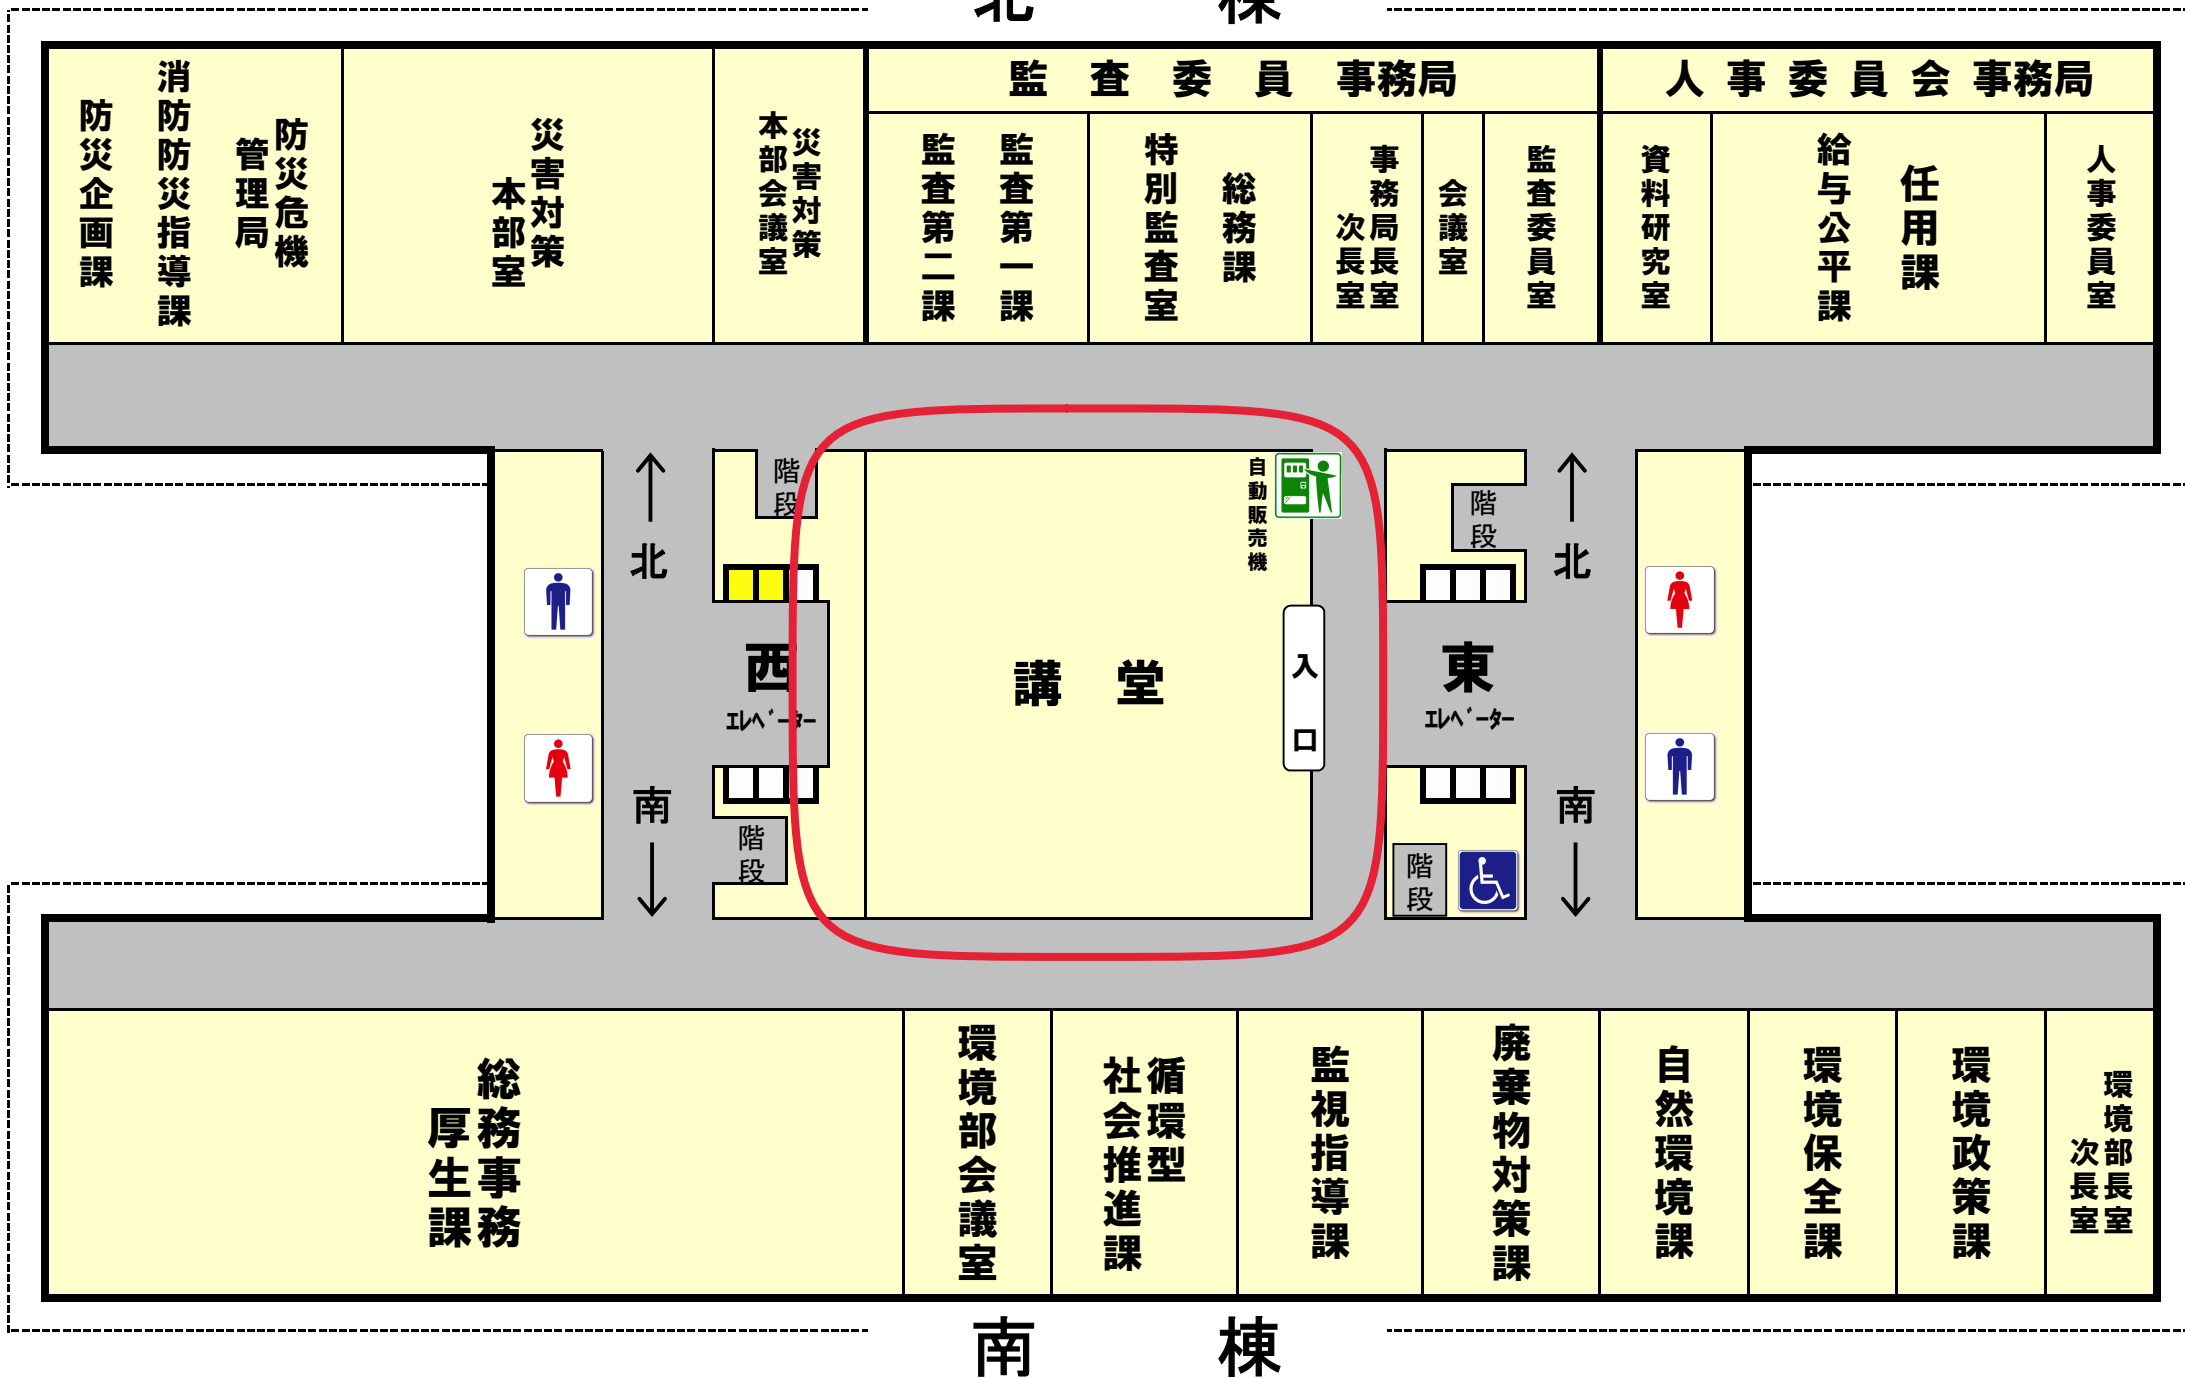 北 棟
監査委員 事務局
人事委員会事務局
防災危機
管理局
消防防災指導課
防災企画課
災害対策
本部室
災害対策
本部会議室
監査第一課
監査第二課
総務課
特別監査室
事務局長室
次長室
会議室
監査委員室
資料研究室
任用課
給与公平課
人事委員室
階段
北
西
エレベーター
南
階段
講 堂
自動販売機
入口
階段
北
東
エレベーター
南
階段
総務事務
厚生課
環境部会議室
循環型
社会推進課
監視指導課
廃棄物対策課
自然環境課
環境保全課
環境政策課
環境部長室
次長室
南 棟